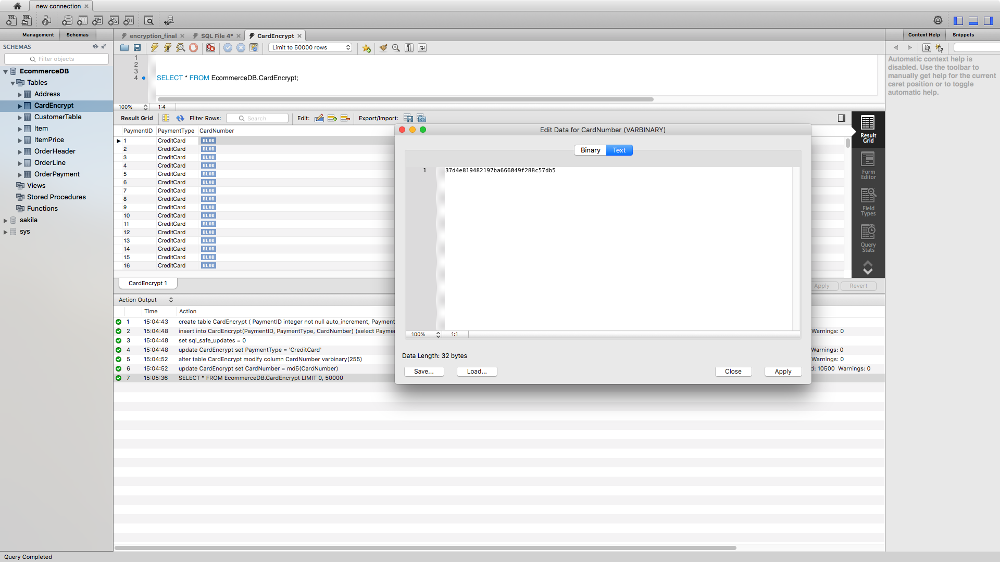 new connection
Management
Schemas
encryption_final
SQL File 4*
CardEncrypt
Context Help
Snippets
SCHEMAS
Filter objects
Limit to 50000 rows
Automatic context help is
disabled. Use the toolbar to
manually get help for the current
caret position or to toggle
automatic help.
1
2
3
4
SELECT * FROM EcommerceDB.CardEncrypt;
EcommerceDB
Tables
Address
CardEncrypt
CustomerTable
Item
ItemPrice
OrderHeader
OrderLine
OrderPayment
Views
Stored Procedures
Functions
sakila
sys
100%
1:4
Result Grid
Filter Rows:
Search
Edit:
Export/Import:
PaymentID PaymentType CardNumber
1 CreditCard BLOB
2 CreditCard BLOB
3 CreditCard BLOB
4 CreditCard BLOB
5 CreditCard BLOB
6 CreditCard BLOB
7 CreditCard BLOB
8 CreditCard BLOB
9 CreditCard BLOB
10 CreditCard BLOB
11 CreditCard BLOB
12 CreditCard BLOB
13 CreditCard BLOB
14 CreditCard BLOB
15 CreditCard BLOB
16 CreditCard BLOB
Result
Grid
Form
Editor
Field
Types
Query
Stats
Edit Data for CardNumber (VARBINARY)
Binary
Text
1 37d4e819482197ba666049f288c57db5
100%
1:1
Data Length: 32 bytes
Save...
Load...
Close
Apply
CardEncrypt 1
Apply
Revert
Action Output
Time Action
1 15:04:43 create table CardEncrypt ( PaymentID integer not null auto_increment, Payment
2 15:04:48 insert into CardEncrypt(PaymentID, PaymentType, CardNumber) (select Payme Warnings: 0
3 15:04:48 set sql_safe_updates = 0
4 15:04:48 update CardEncrypt set PaymentType = 'CreditCard' Warnings: 0
5 15:04:52 alter table CardEncrypt modify column CardNumber varbinary(255) Warnings: 0
6 15:04:52 update CardEncrypt set CardNumber = md5(CardNumber) d: 10500 Warnings: 0
7 15:05:36 SELECT * FROM EcommerceDB.CardEncrypt LIMIT 0, 50000
Query Completed